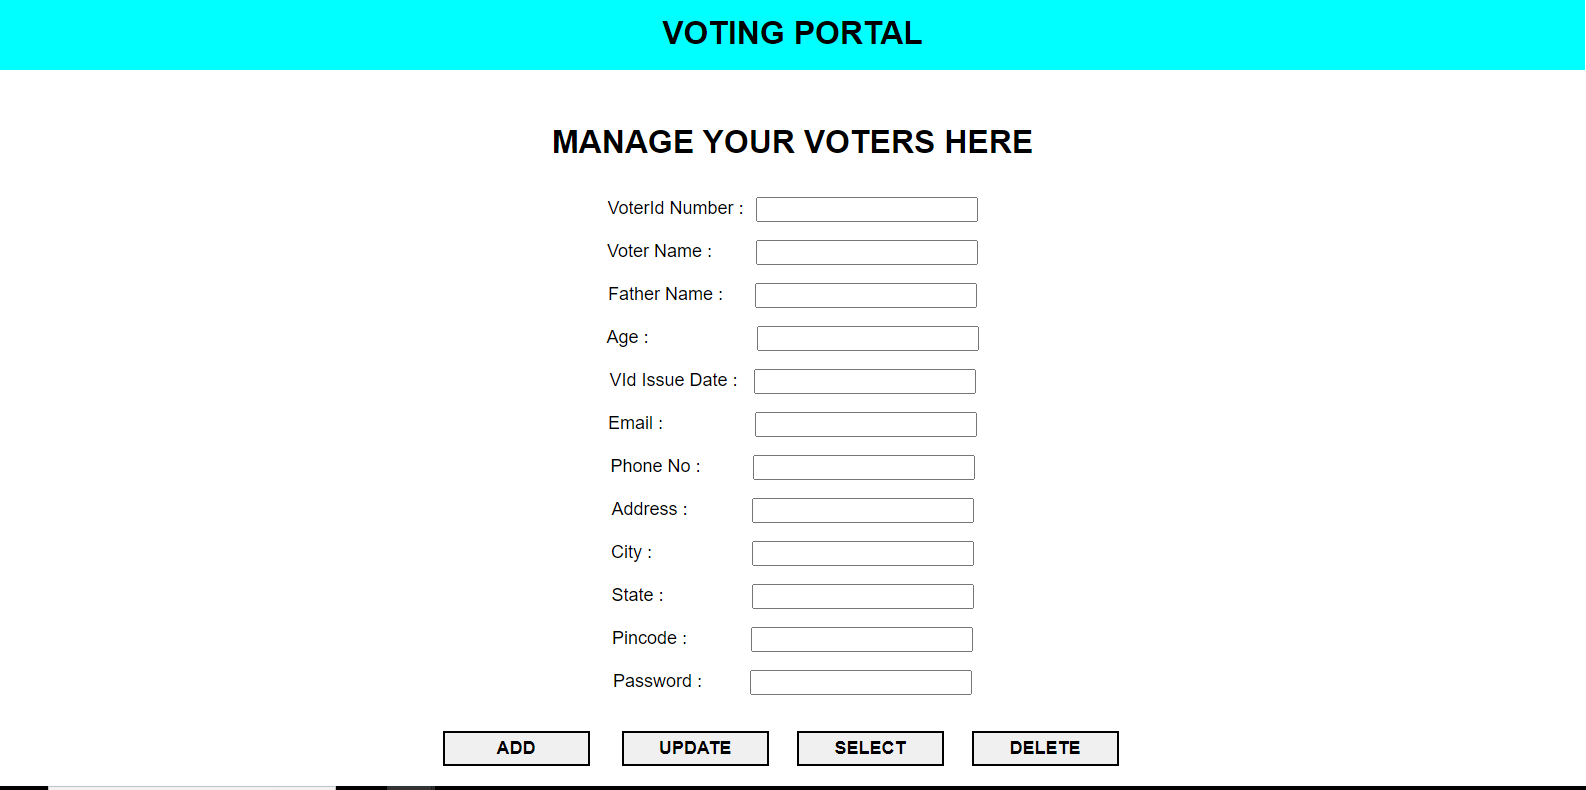 VOTING PORTAL
MANAGE YOUR VOTERS HERE
VoterId Number :
Voter Name :
Father Name :
Age :
VId Issue Date :
Email :
Phone No :
Address :
City :
State :
Pincode :
Password :
ADD UPDATE SELECT DELETE